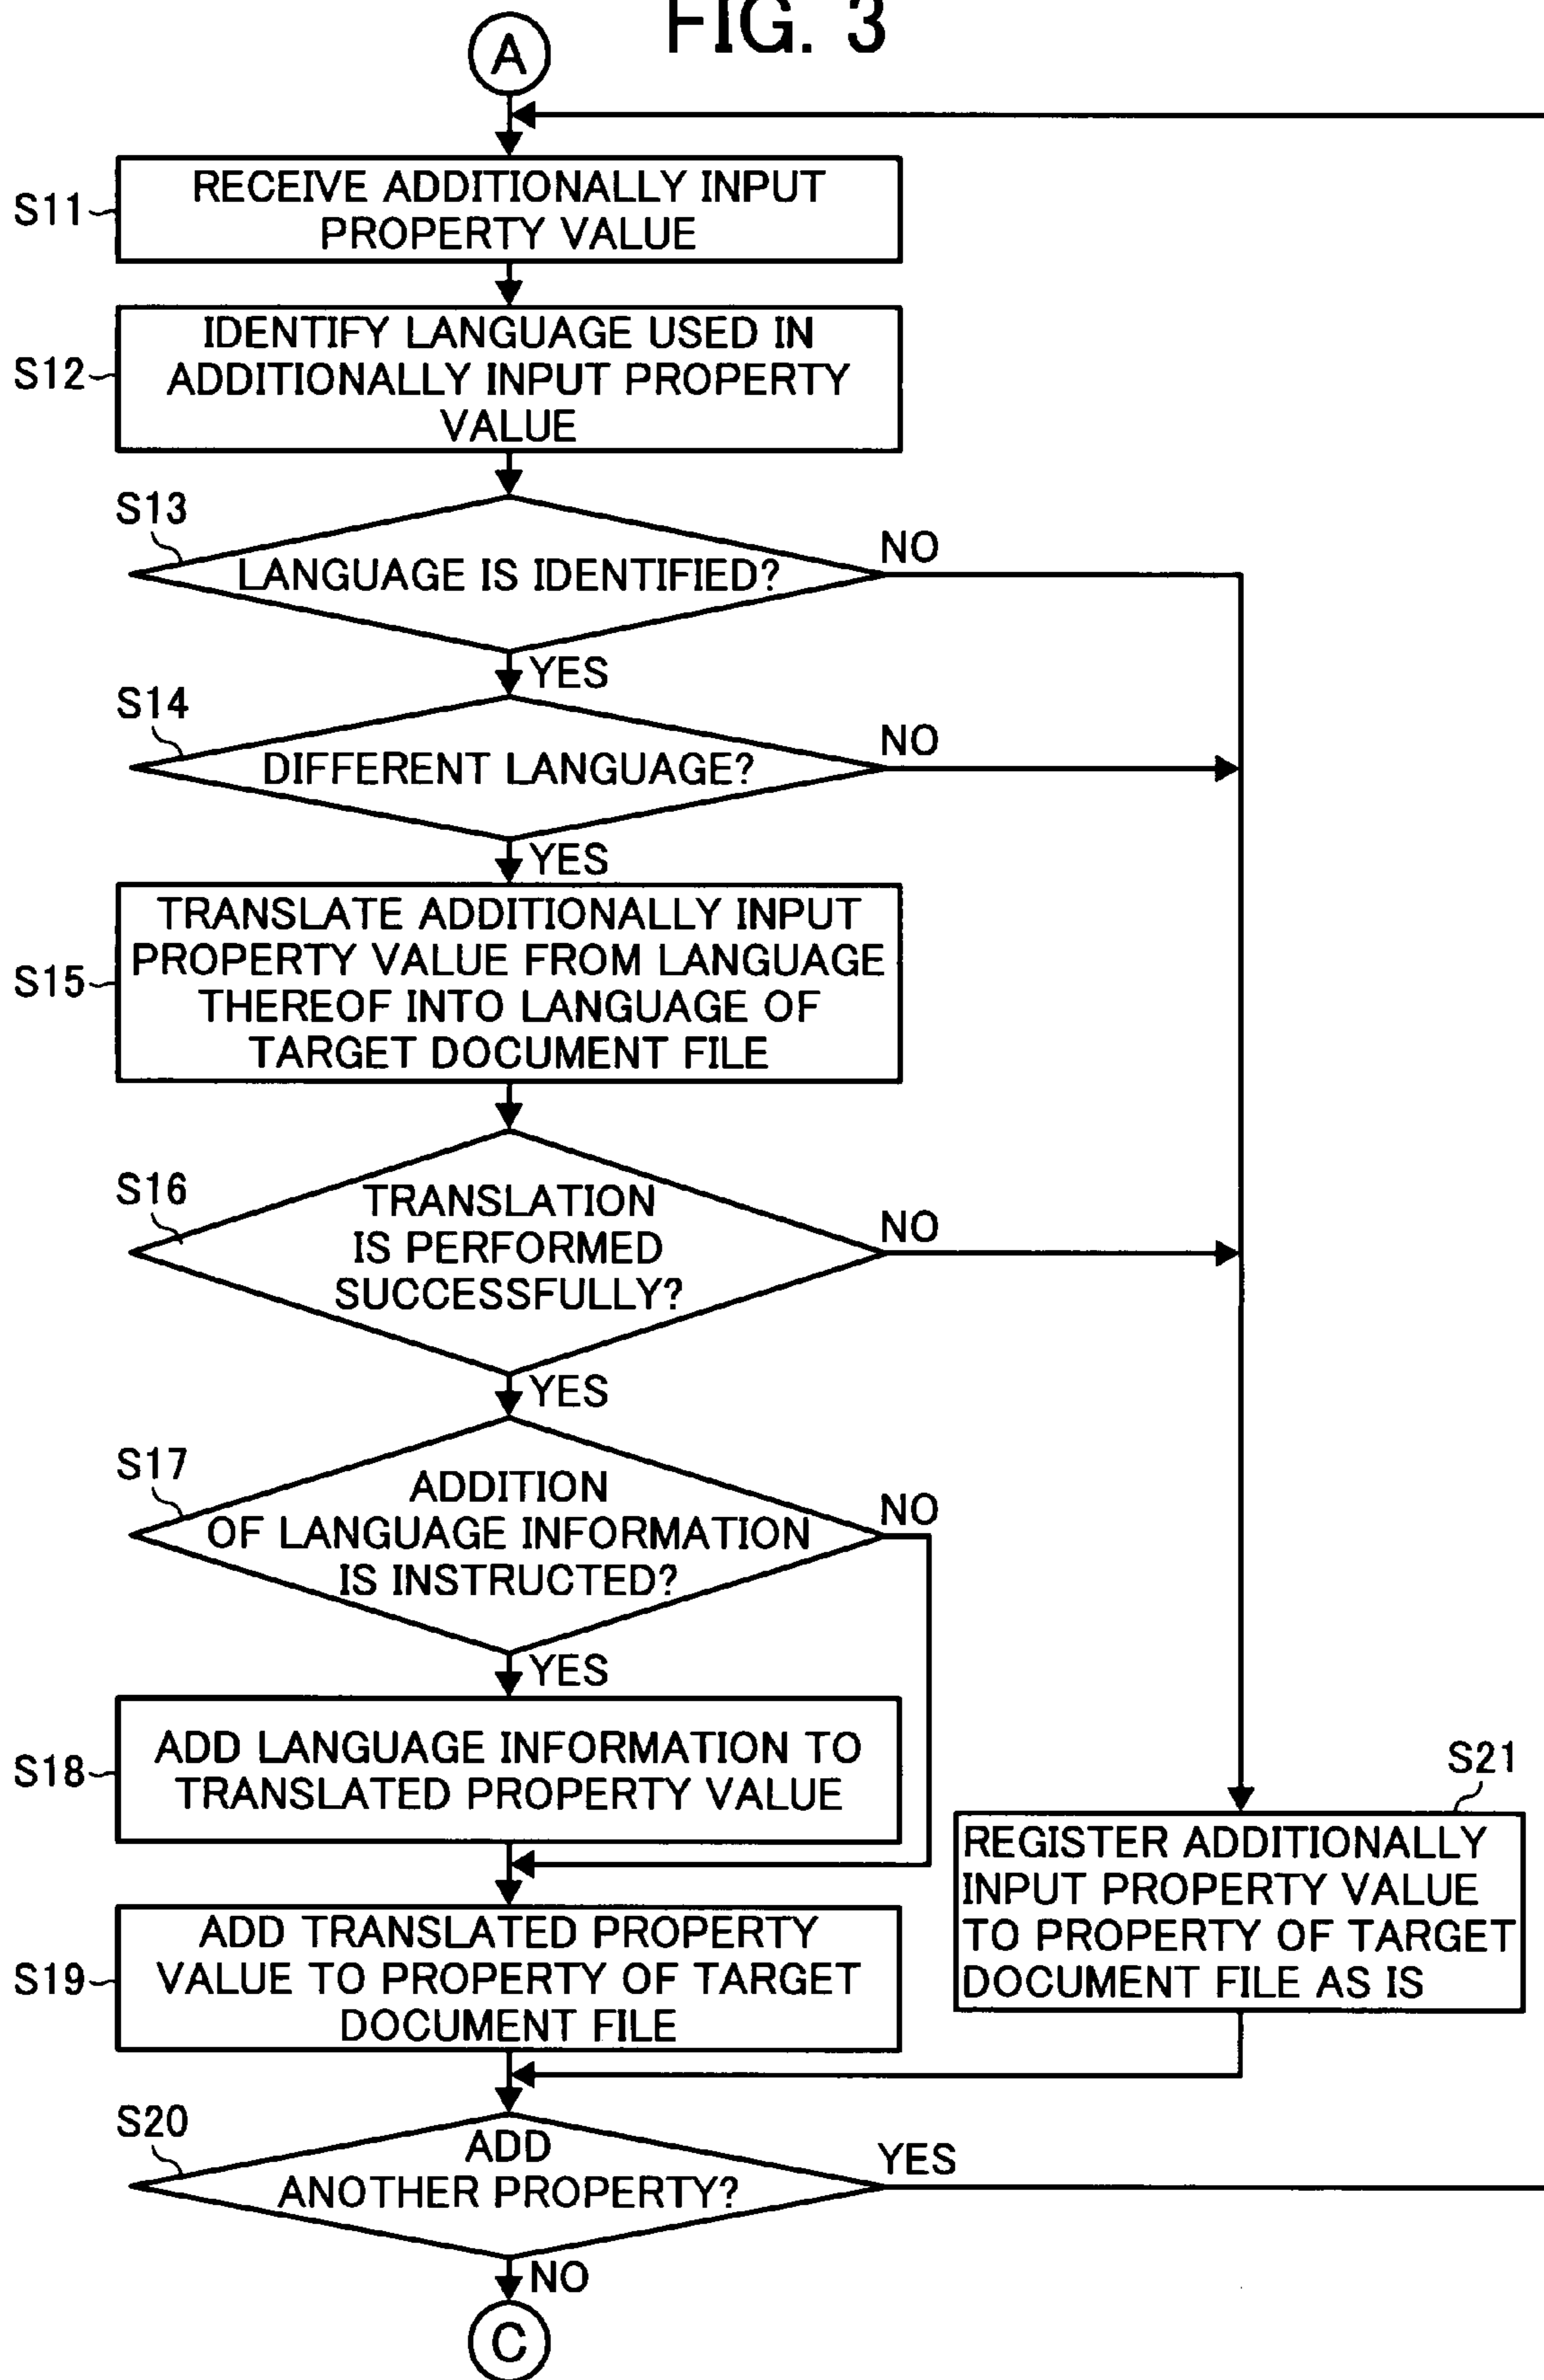 FIG. 3
A
S11
RECEIVE ADDITIONALLY INPUT
PROPERTY VALUE
S12
IDENTIFY LANGUAGE USED IN
ADDITIONALLY INPUT PROPERTY
VALUE
S13
LANGUAGE IS IDENTIFIED?
NO
YES
S14
DIFFERENT LANGUAGE?
NO
YES
S15
TRANSLATE ADDITIONALLY INPUT
PROPERTY VALUE FROM LANGUAGE
THEREOF INTO LANGUAGE OF
TARGET DOCUMENT FILE
S16
TRANSLATION
IS PERFORMED
SUCCESSFULLY?
NO
YES
S17
ADDITION
OF LANGUAGE INFORMATION
IS INSTRUCTED?
NO
YES
S18
ADD LANGUAGE INFORMATION TO
TRANSLATED PROPERTY VALUE
S21
REGISTER ADDITIONALLY
INPUT PROPERTY VALUE
TO PROPERTY OF TARGET
DOCUMENT FILE AS IS
S19
ADD TRANSLATED PROPERTY
VALUE TO PROPERTY OF TARGET
DOCUMENT FILE
S20
ADD
ANOTHER PROPERTY?
YES
NO
C